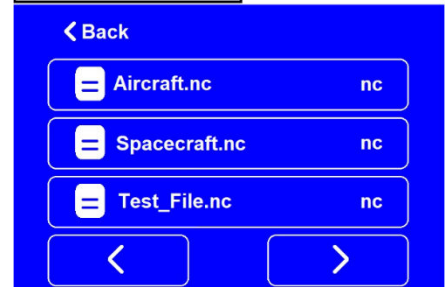 Back
Aircraft.nc nc
Spacecraft.nc nc
Test_File.nc nc